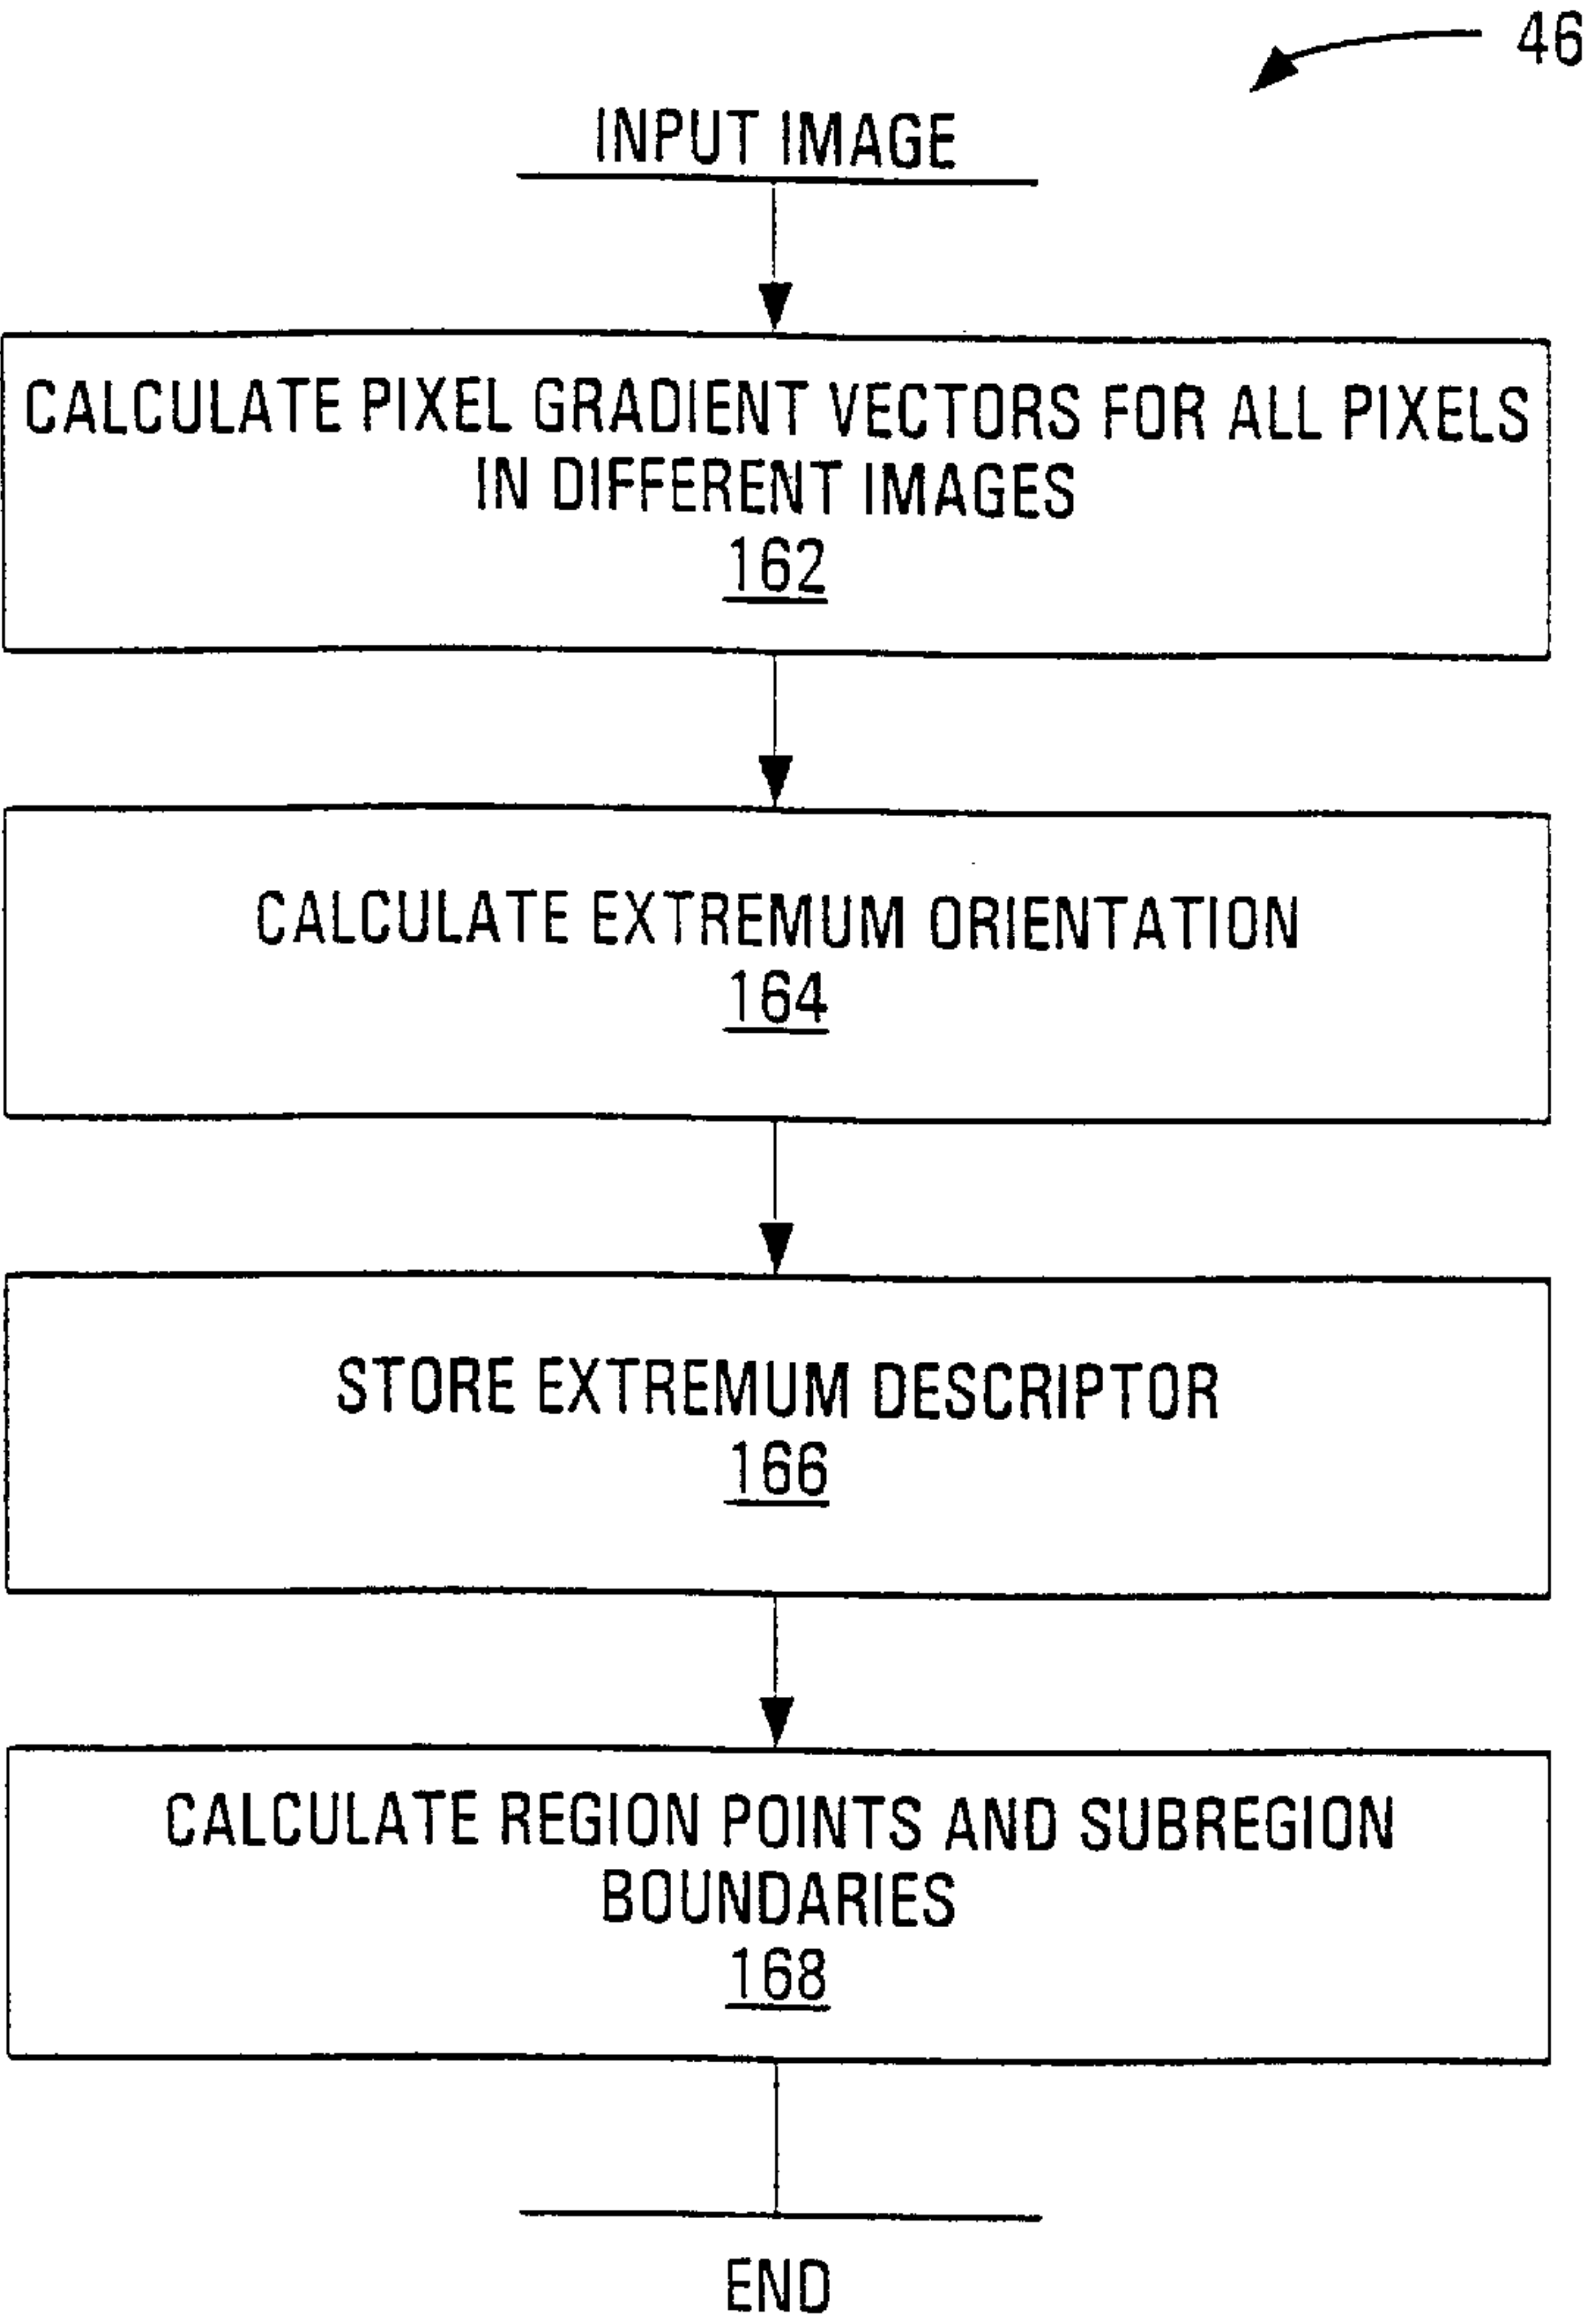 46
INPUT IMAGE
CALCULATE PIXEL GRADIENT VECTORS FOR ALL PIXELS
IN DIFFERENT IMAGES
162
CALCULATE EXTREMUM ORIENTATION
164
STORE EXTREMUM DESCRIPTOR
166
CALCULATE REGION POINTS AND SUBREGION
BOUNDARIES
168
END